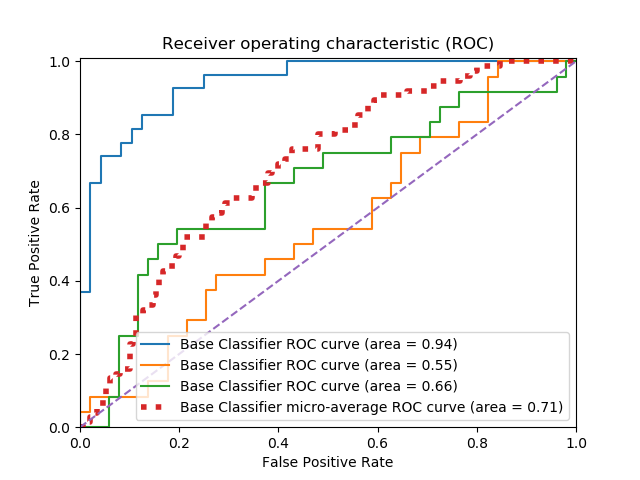 Receiver operating characteristic (ROC)
1.0
0.8
0.6
0.4
0.2
0.0
True Positive Rate
Base Classifier ROC curve (area = 0.94)
Base Classifier ROC curve (area = 0.55)
Base Classifier ROC curve (area = 0.66)
Base Classifier micro-average ROC curve (area = 0.71)
0.0 0.2 0.4 0.6 0.8 1.0
False Positive Rate